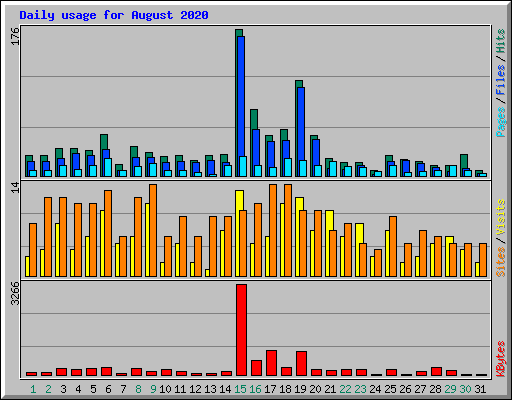 Daily usage for August 2020
176
Pages / Files / Hits
14
Sites / Visits
3266
KBytes
1 2 3 4 5 6 7 8 9 10 11 12 13 14 15 16 17 18 19 20 21 22 23 24 25 26 27 28 29 30 31